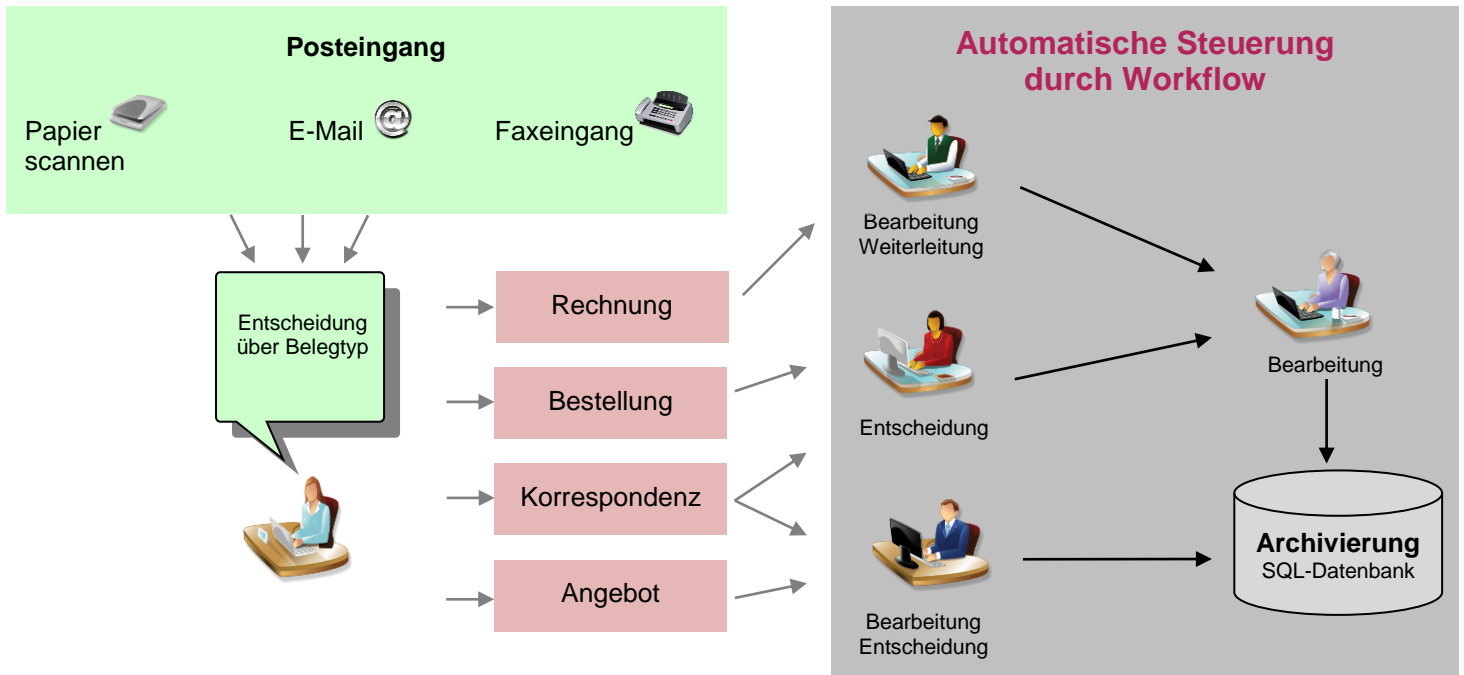 Posteingang
Papier
scannen
E-Mail
@
Faxeingang
Entscheidung
über Belegtyp
Rechnung
Bestellung
Korrespondenz
Angebot
Automatische Steuerung
durch Workflow
Bearbeitung
Weiterleitung
Entscheidung
Bearbeitung
Entscheidung
Bearbeitung
Archivierung
SQL-Datenbank